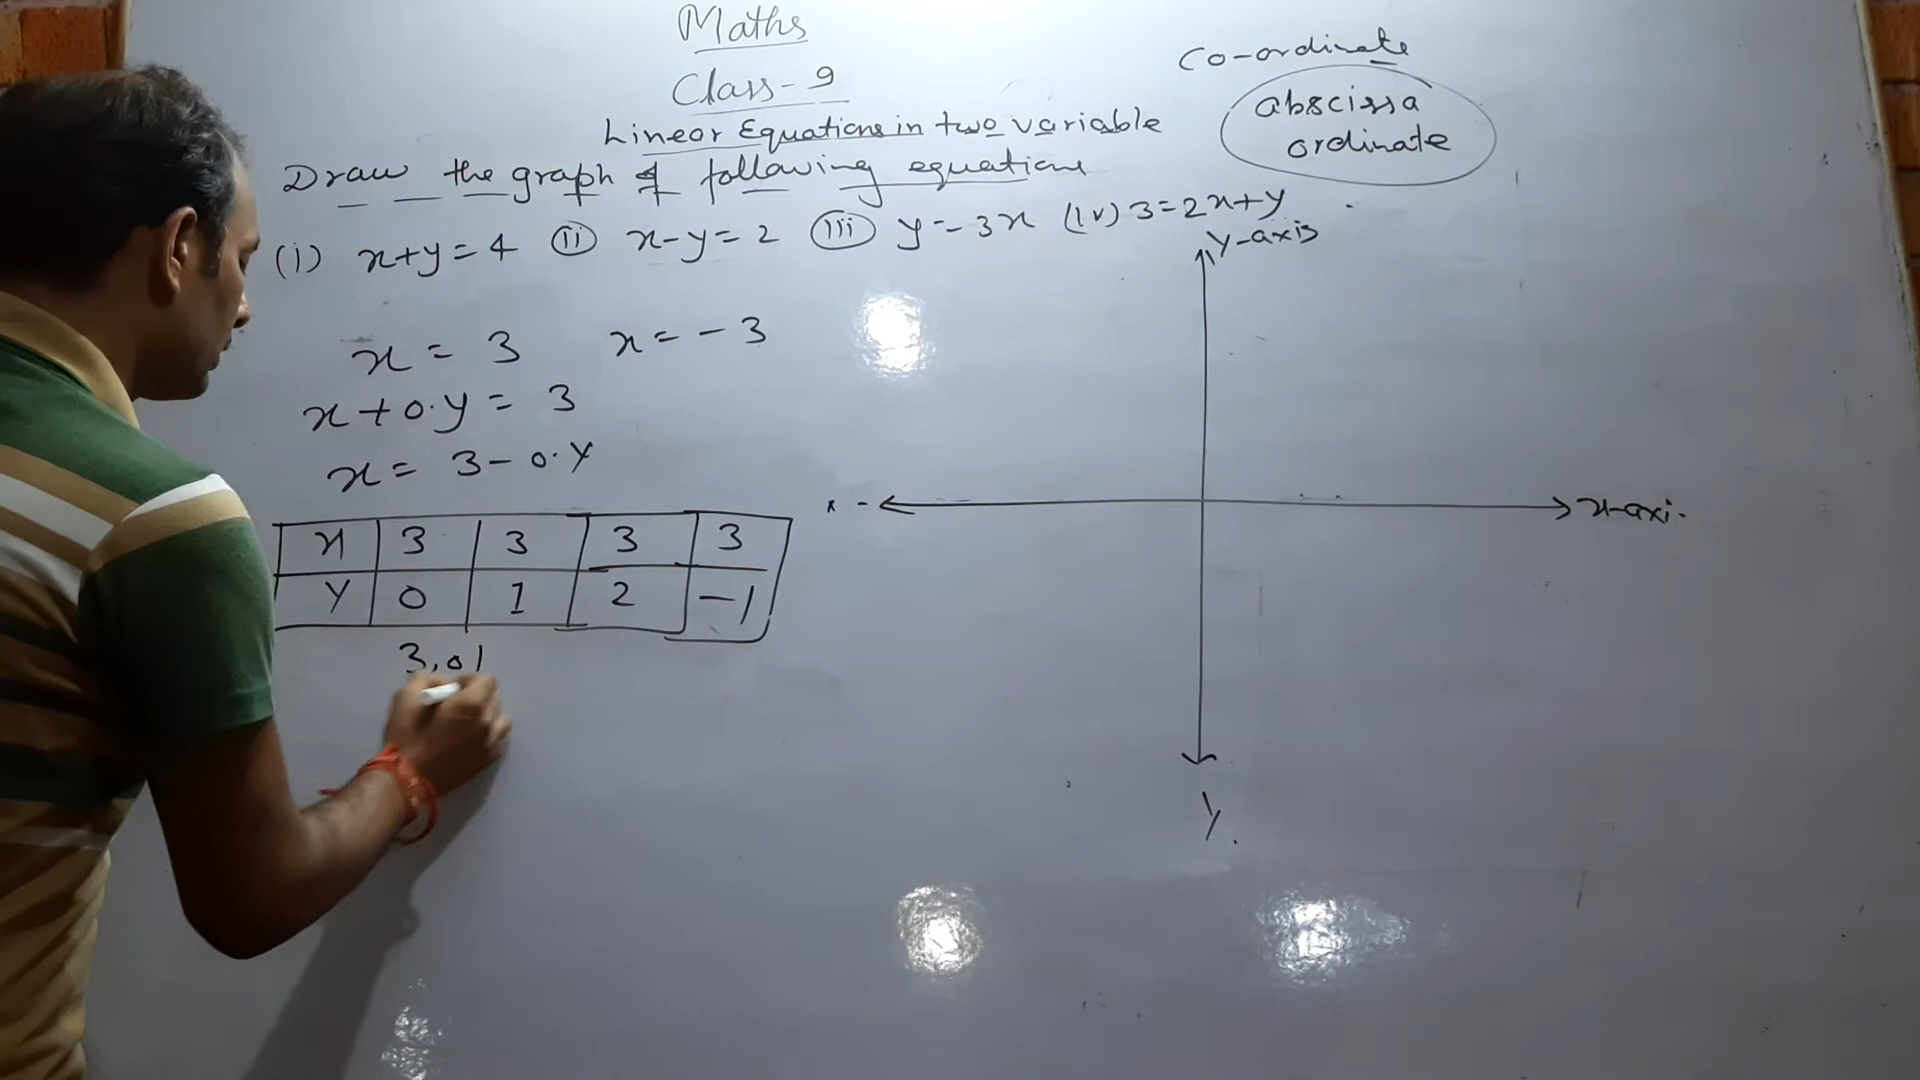 Maths
Class-9
Co-ordinate
abscissa
ordinate
Linear Equations in two variable
Draw the graph of following equations
(i) x+y=4 (ii) x-y=2 (iii) y=3x (iv) 3=2x+y
Y-axis
x = 3 x = -3
x+0.y = 3
x = 3-0.y
x 3 3 3 3
Y 0 1 2 -1
3,0)
x
x-axi.
Y